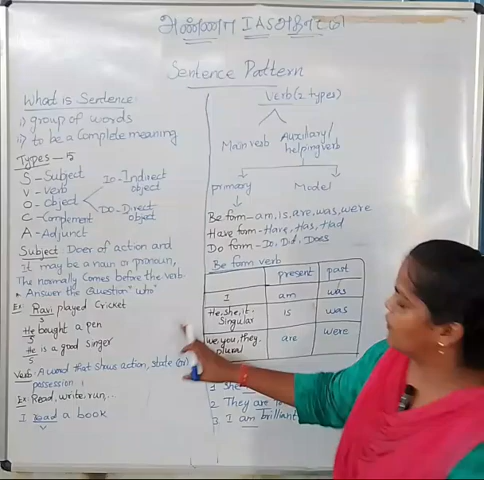 அண்ணா IAS அகாடமி
Sentence Pattern
What is Sentence:
i) group of words
ii) to be a Complete meaning
Types - 5
S - Subject
V - Verb
O - Object
IO - Indirect object
DO - Direct object
C - Complement
A - Adjunct
Subject: Doer of action and
It may be a noun or pronoun,
The normally Comes before the verb.
* Answer the Question "who"
Ex: Ravi played Cricket
S
He bought a pen
S
He is a good Singer
S
Verb: A word that shows action, state
possession
Ex: Read, write, run...
I read a book
V
Verb (2 types)
Main verb
Auxiliary/
helping verb
primary
Model
Be form - am, is, are, was, were
Have form - Have, Has, Had
Do form - Do, Did, Does
Be form verb
present past
I am was
He, she, It. Singular is was
we, you, they. plural are were
1 She
2 They are
3 I am brilliant